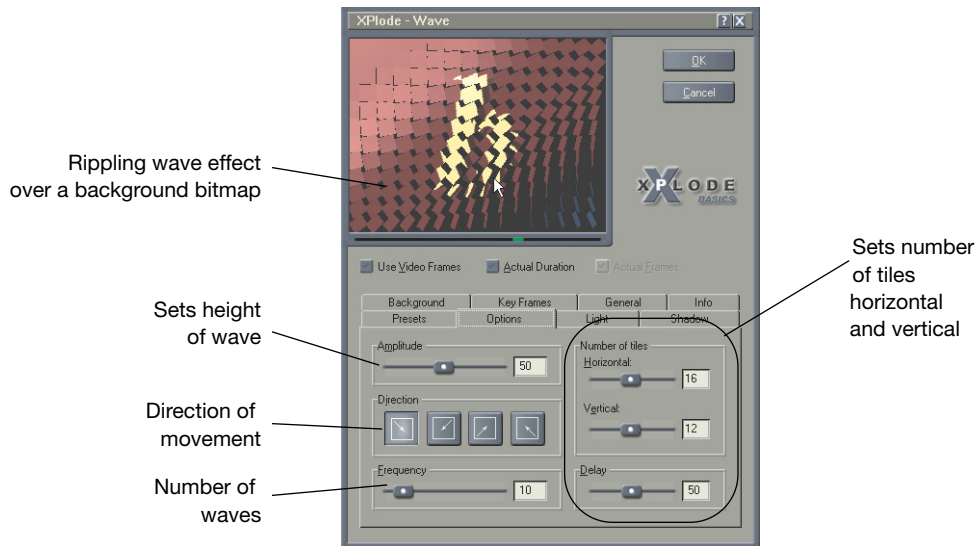 XPlode - Wave
OK
Cancel
XPLODE
BASICS
Rippling wave effect
over a background bitmap
Use Video Frames
Actual Duration
Actual Frames
Background
Key Frames
General
Info
Presets
Options
Light
Shadow
Sets number
of tiles
horizontal
and vertical
Sets height
of wave
Amplitude
50
Number of tiles
Horizontal:
16
Direction of
movement
Direction
Vertical:
12
Number of
waves
Frequency
10
Delay
50